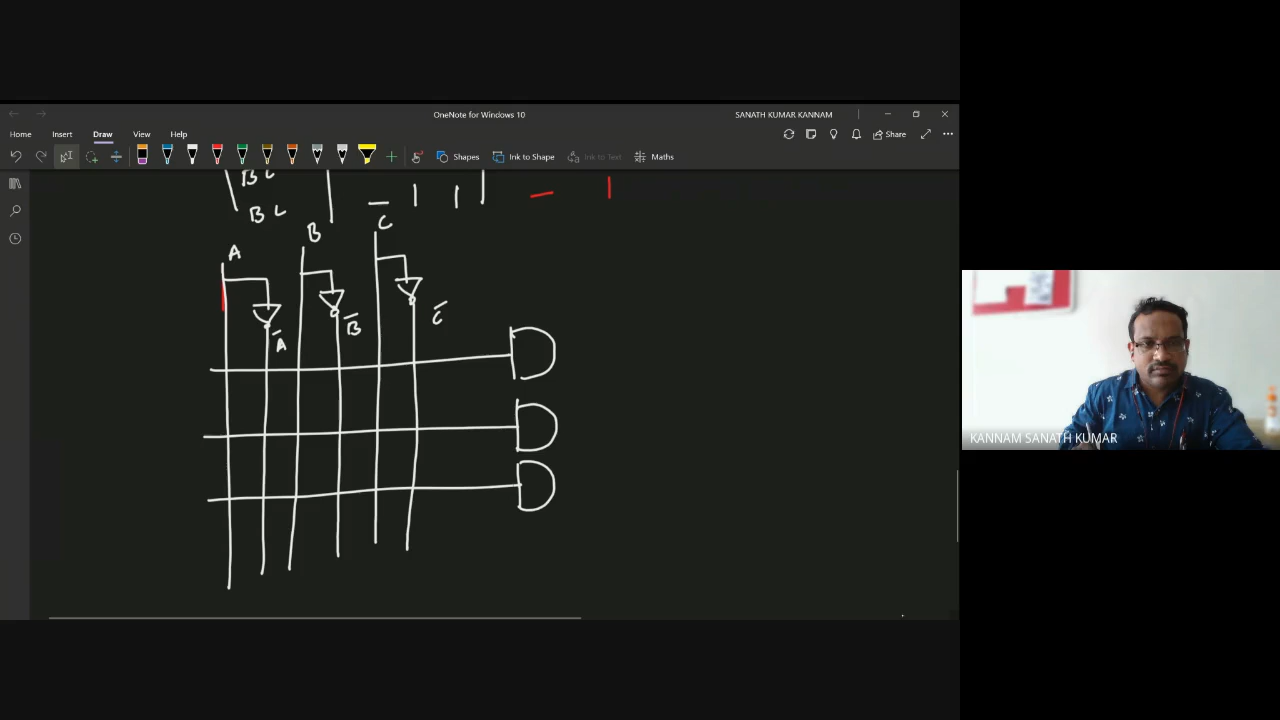 OneNote for Windows 10
SANATH KUMAR KANNAM
Home Insert Draw View Help
Share
Shapes Ink to Shape Ink to Text Maths
B C
B C
A B C
A̅ B̅ C̅
KANNAM SANATH KUMAR